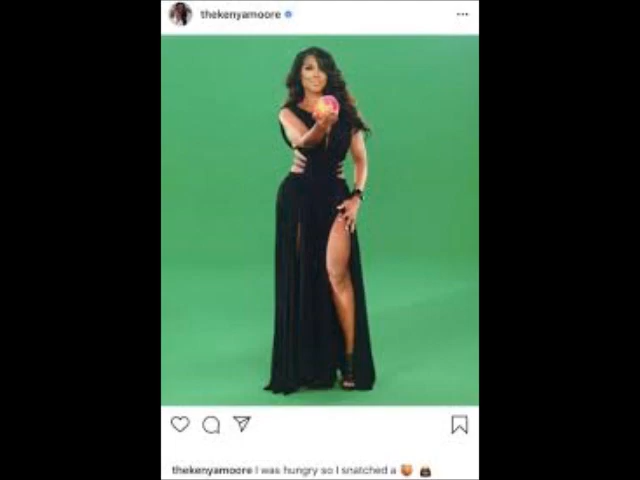 thekenyamoore
thekenyamoore I was hungry so I snatched a 🍑